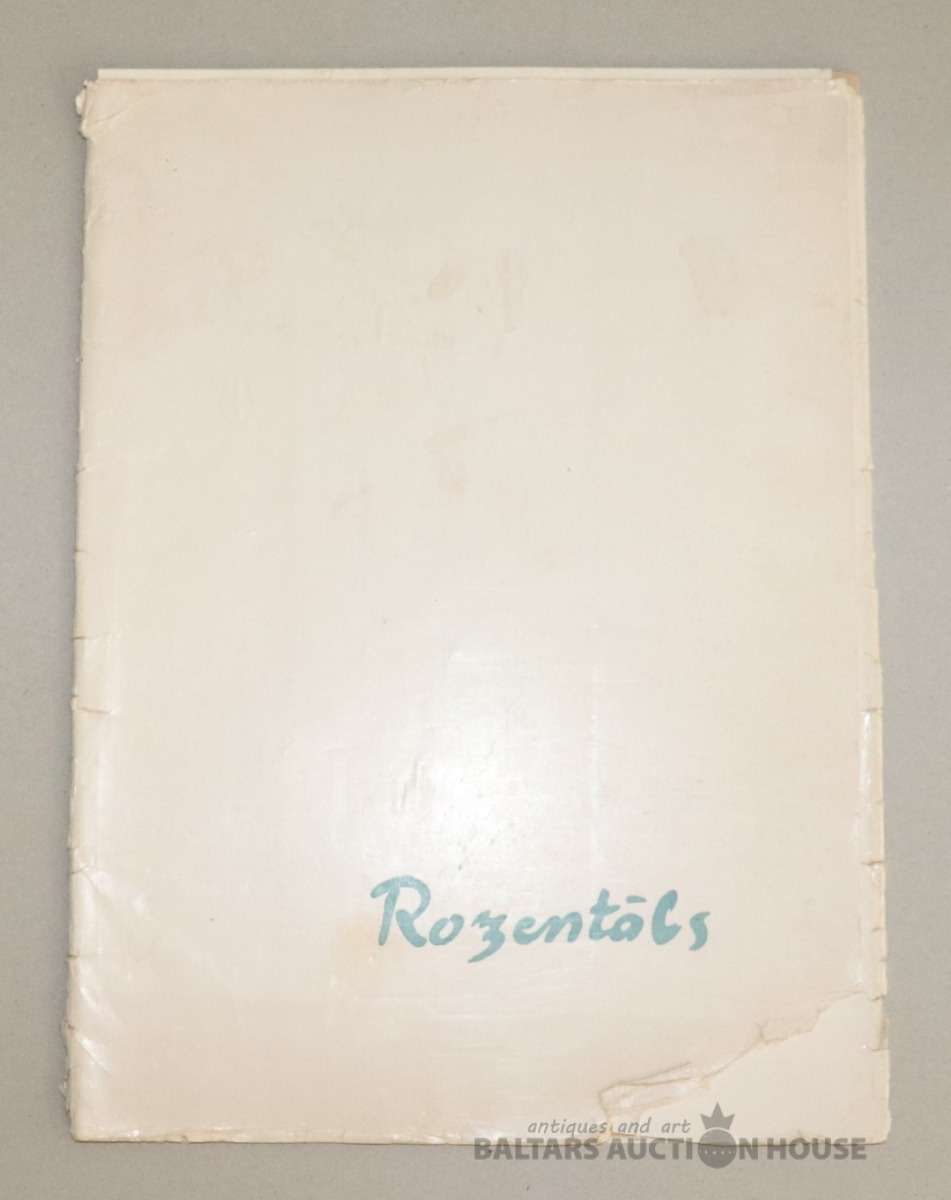 Rozentāls
antiques and art
BALTARS AUCTION HOUSE